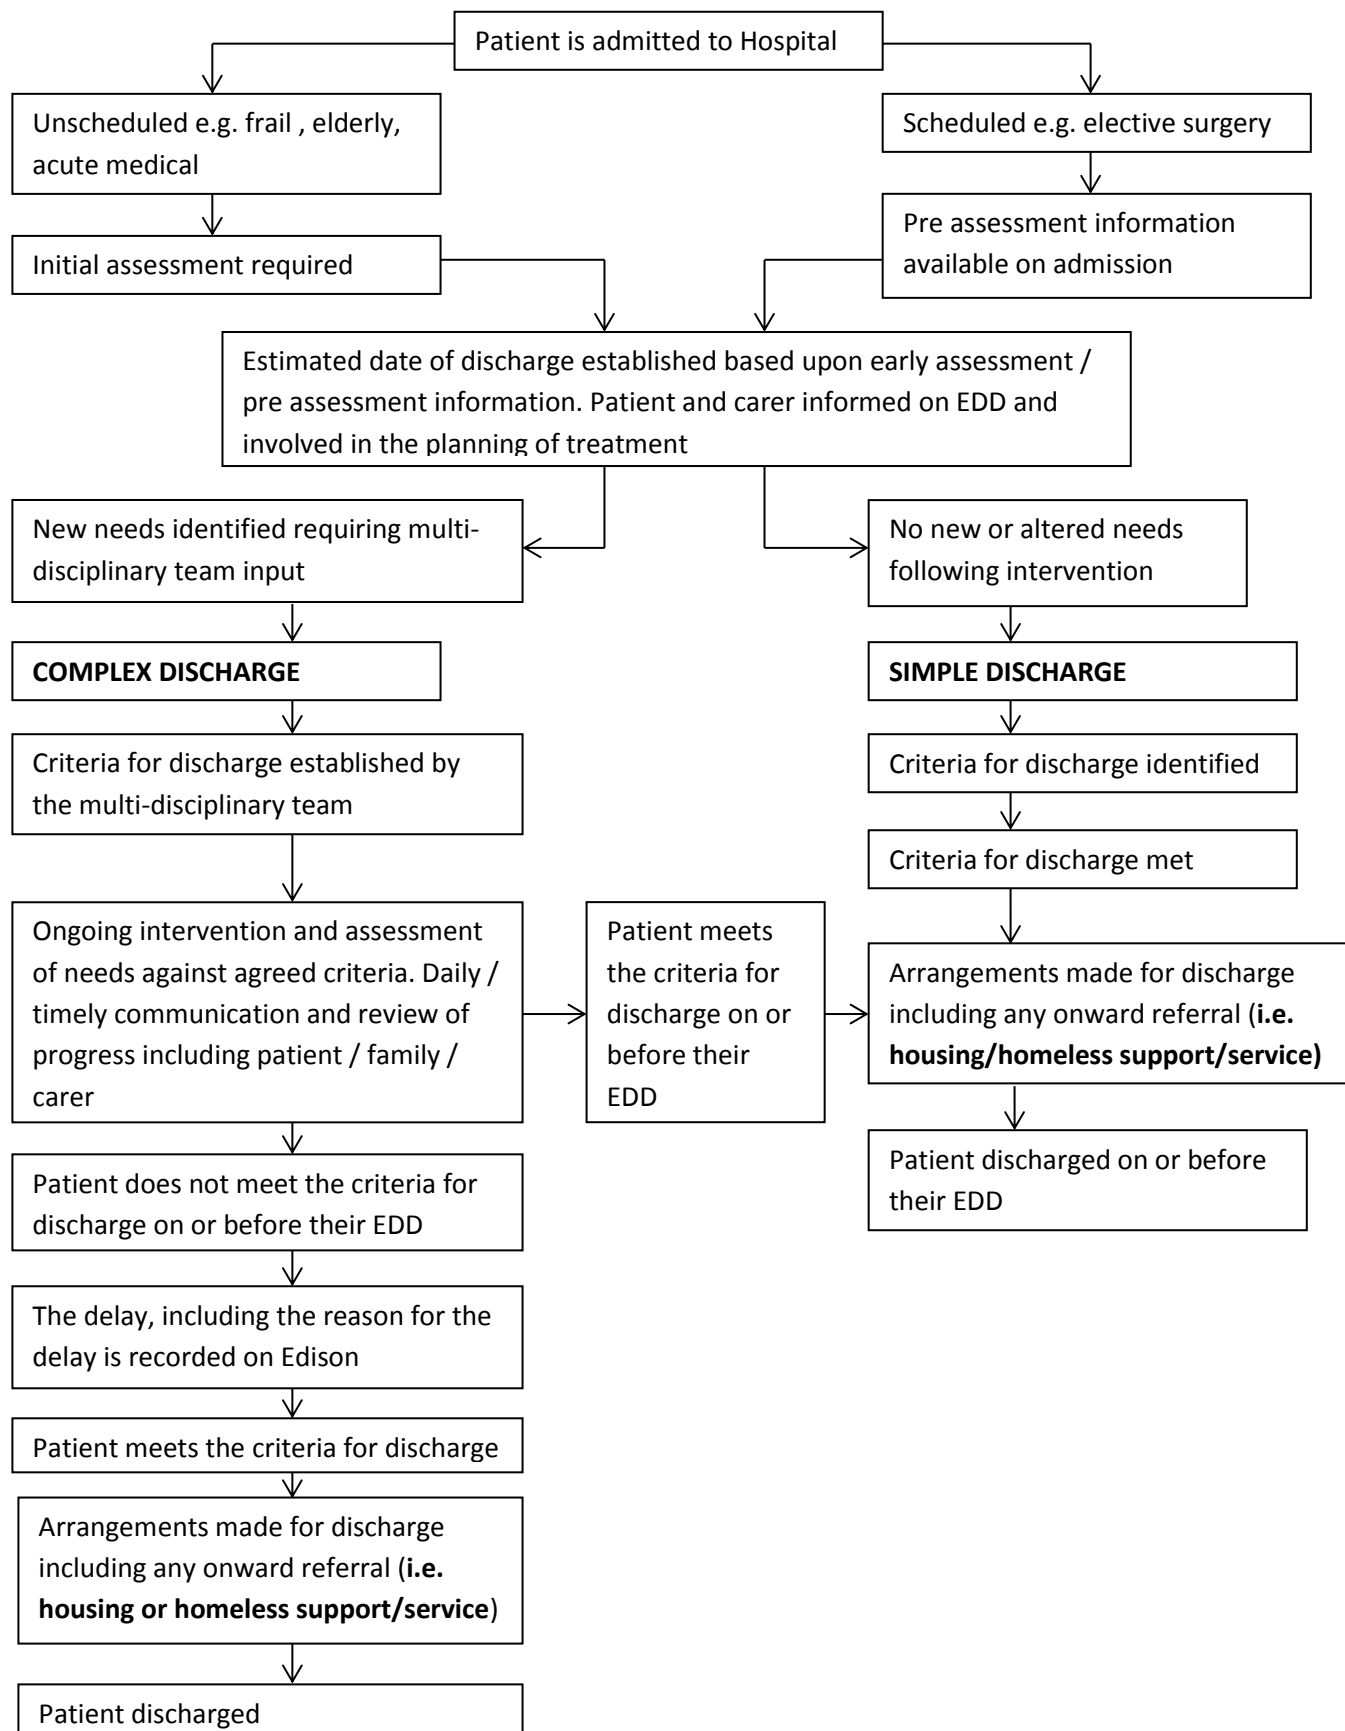 Patient is admitted to Hospital
Unscheduled e.g. frail , elderly,
acute medical
Scheduled e.g. elective surgery
Initial assessment required
Pre assessment information
available on admission
Estimated date of discharge established based upon early assessment /
pre assessment information. Patient and carer informed on EDD and
involved in the planning of treatment
New needs identified requiring multi-
disciplinary team input
No new or altered needs
following intervention
COMPLEX DISCHARGE
SIMPLE DISCHARGE
Criteria for discharge established by
the multi-disciplinary team
Criteria for discharge identified
Criteria for discharge met
Ongoing intervention and assessment
of needs against agreed criteria. Daily /
timely communication and review of
progress including patient / family /
carer
Patient meets
the criteria for
discharge on or
before their
EDD
Arrangements made for discharge
including any onward referral (i.e.
housing/homeless support/service)
Patient discharged on or before
their EDD
Patient does not meet the criteria for
discharge on or before their EDD
The delay, including the reason for the
delay is recorded on Edison
Patient meets the criteria for discharge
Arrangements made for discharge
including any onward referral (i.e.
housing or homeless support/service)
Patient discharged